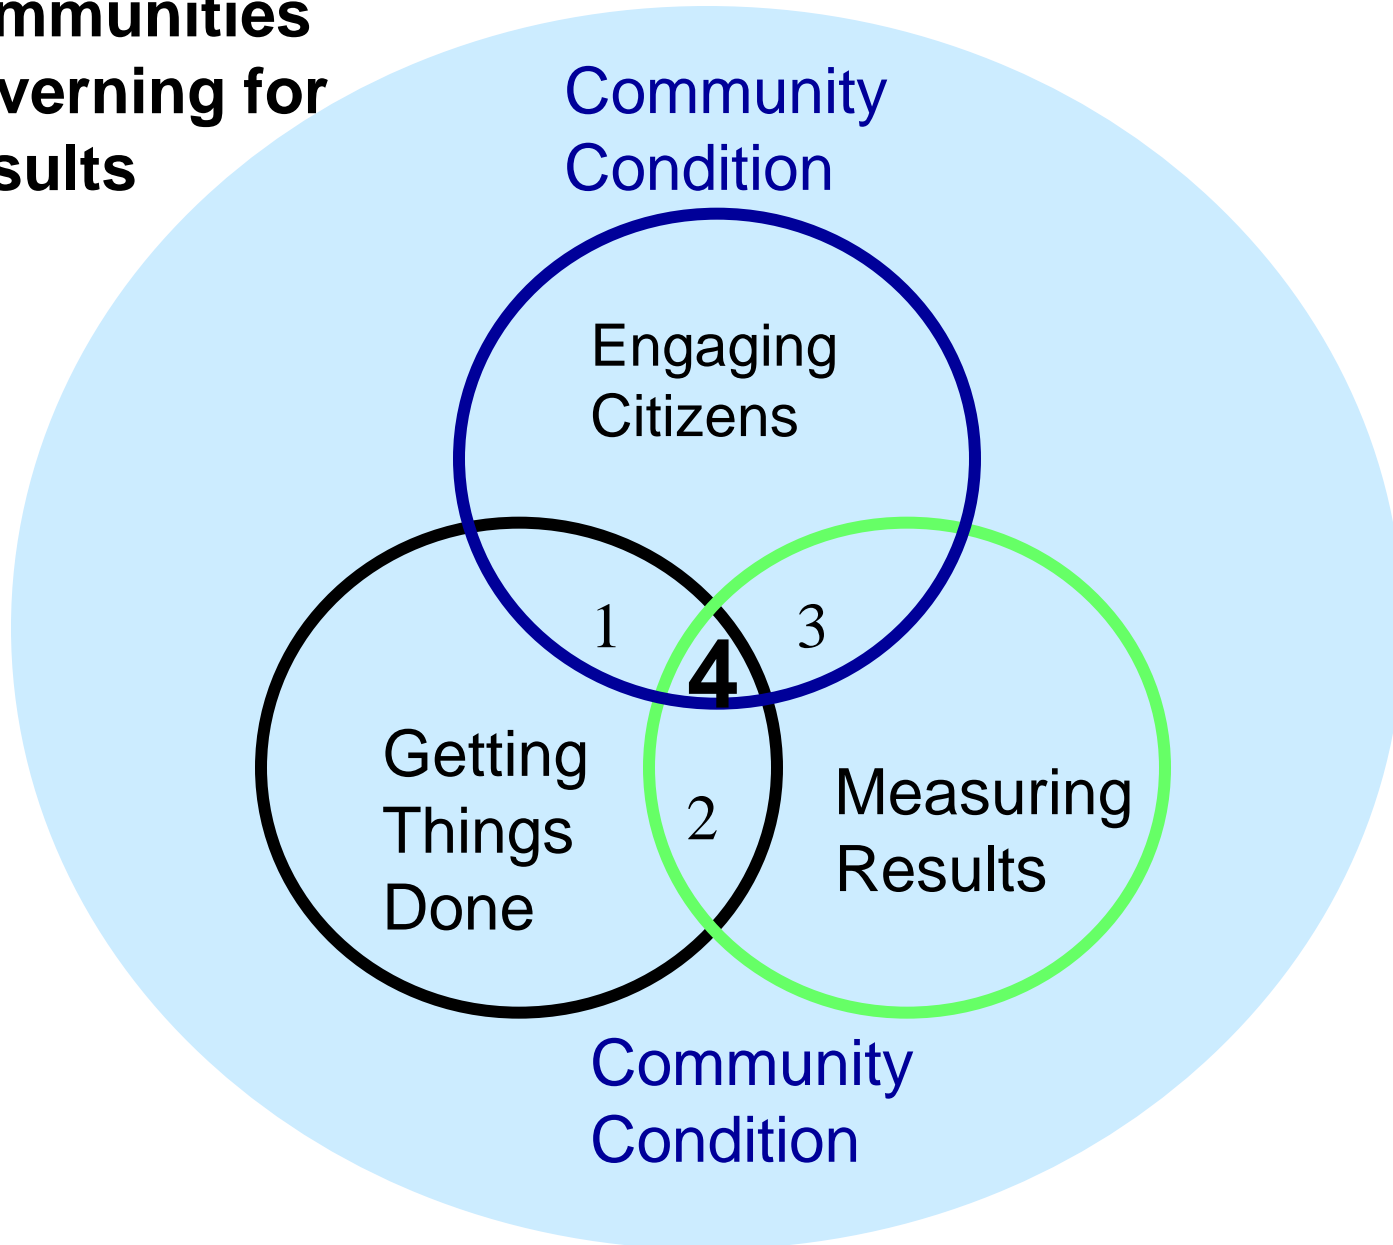 mmunities
verning for
sults
Community
Condition
Engaging
Citizens
1
3
4
Getting
Things
Done
2
Measuring
Results
Community
Condition